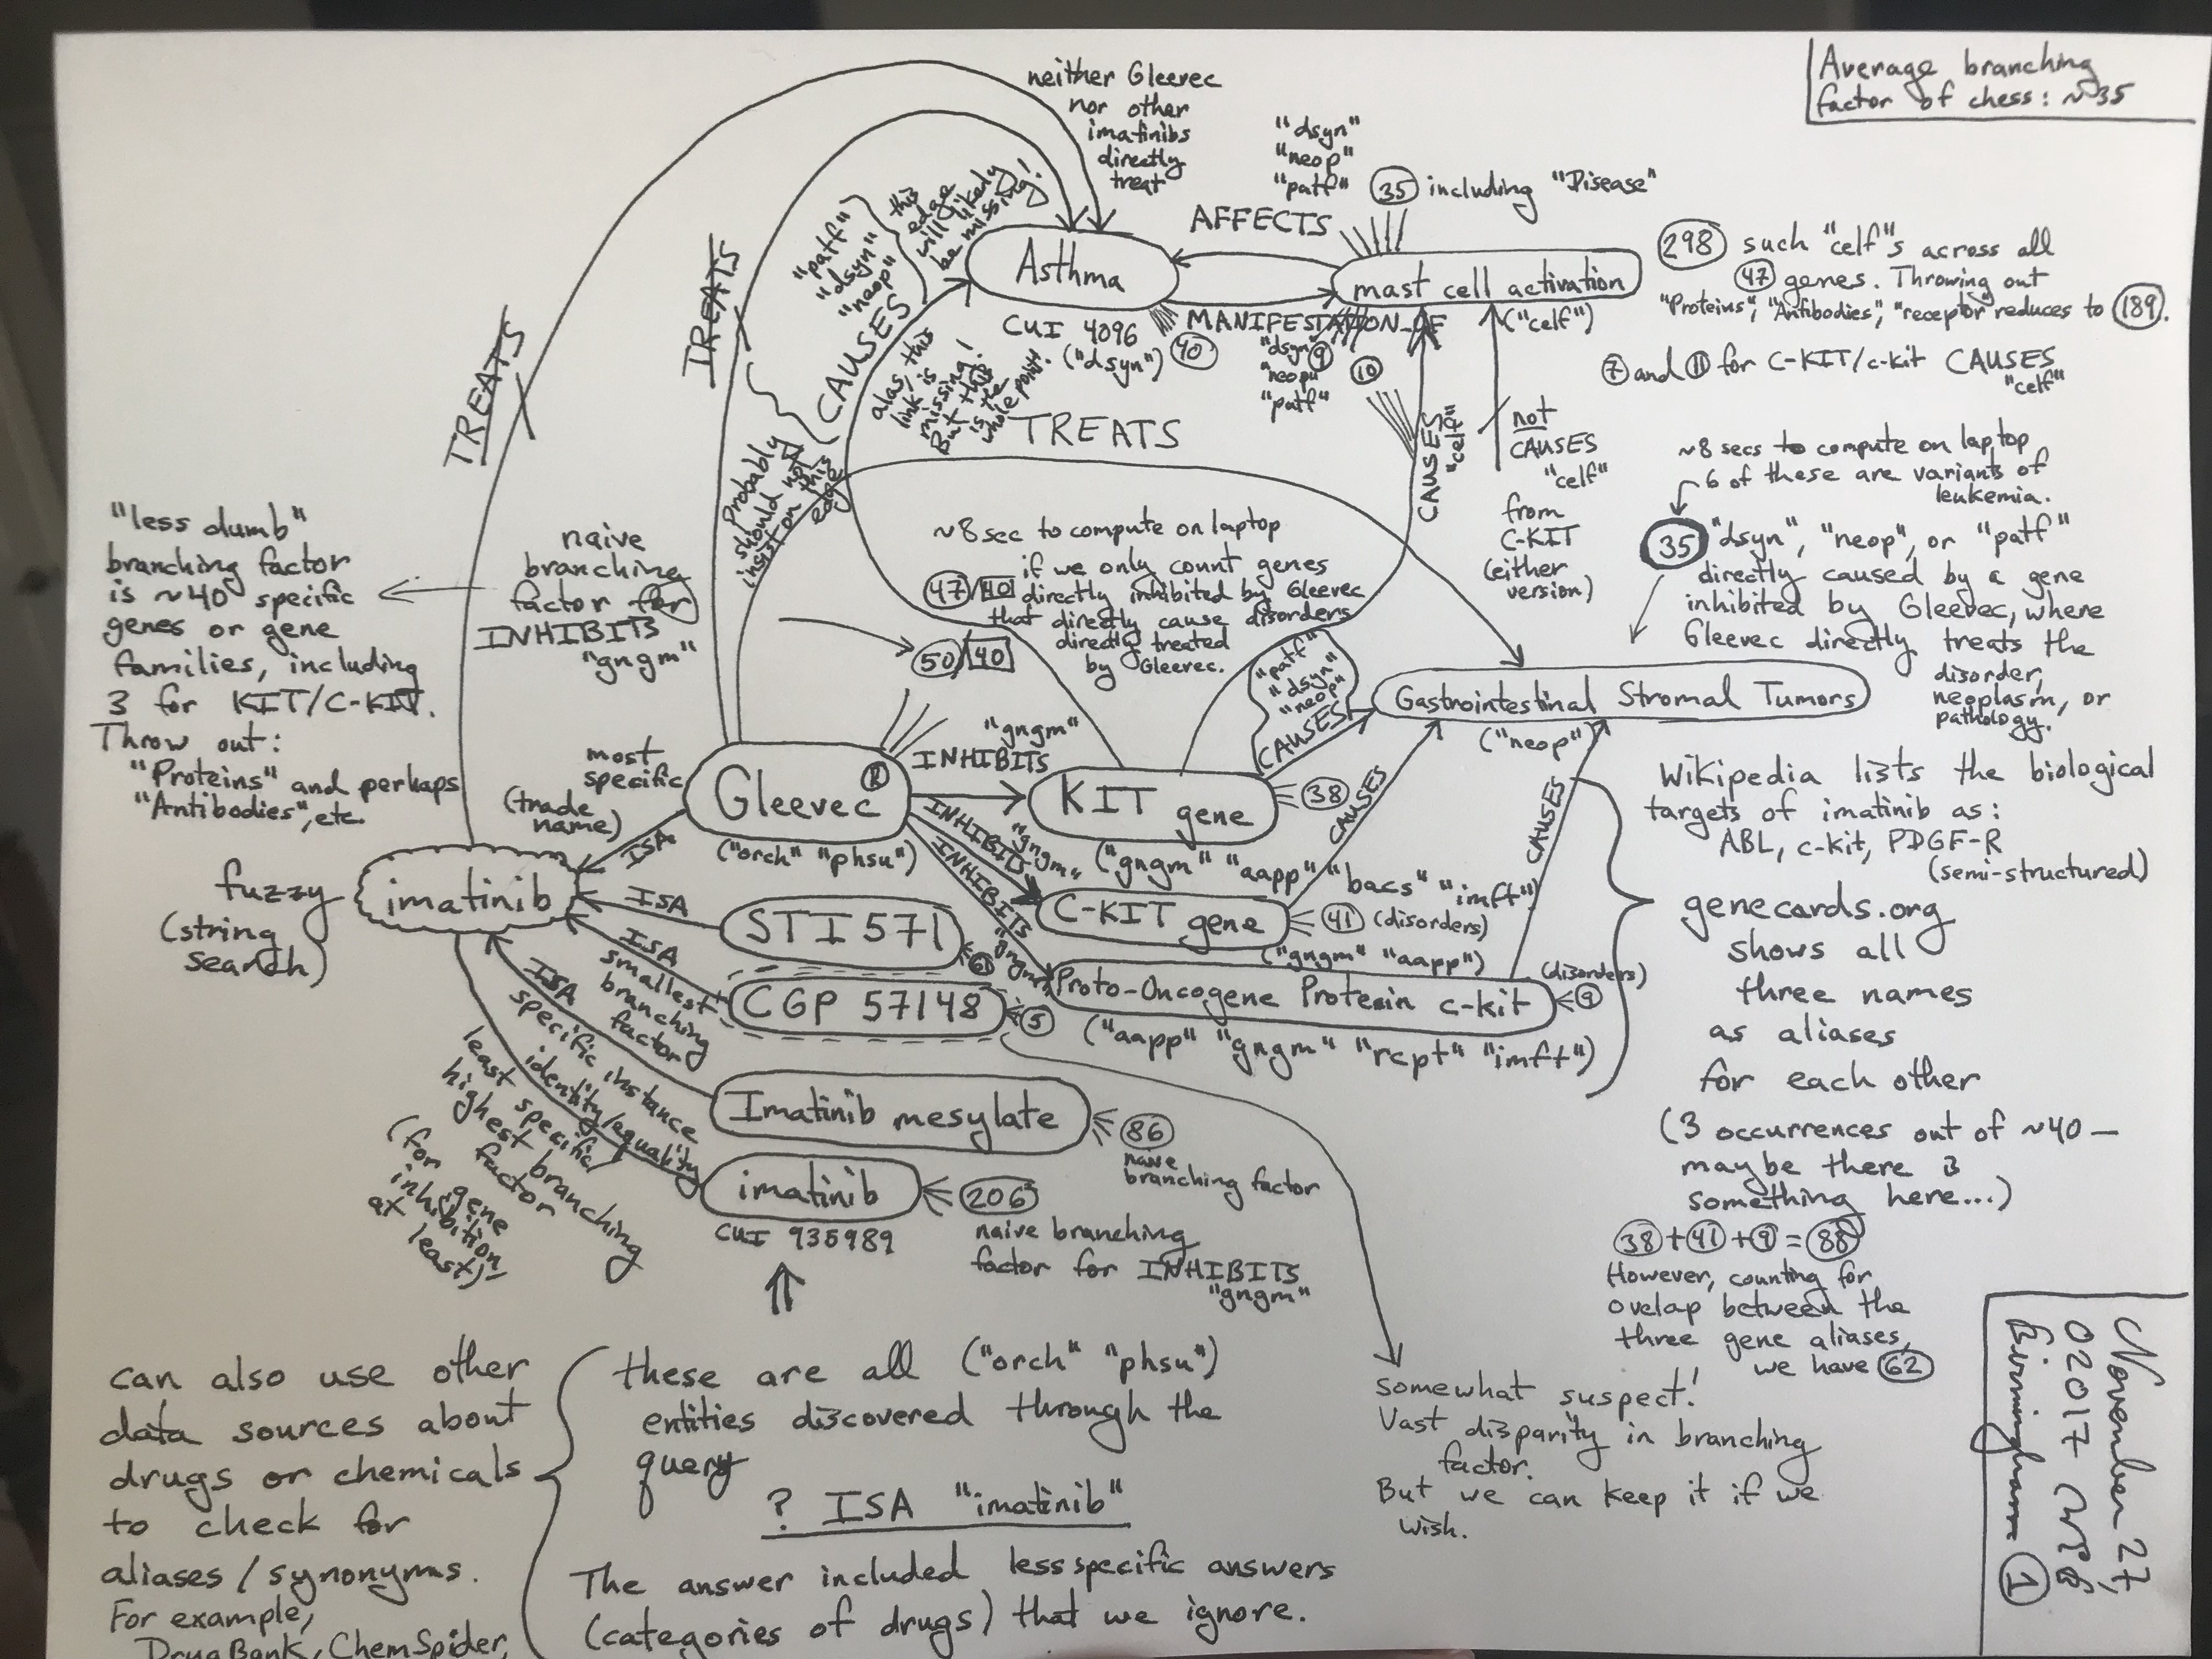 Average branching
factor of chess: ~35
neither Gleevec
nor other
imatinibs
directly
treat
"dsyn"
"neop"
"patf"
35 including "Disease"
AFFECTS
Asthma
CUI 4096
("dsyn")
40
mast cell activation
("celf")
MANIFESTATION_OF
"dsyn" 9
"neop"
"patf"
10
298 such "celf"s across all
47 genes. Throwing out
"Proteins", "Antibodies", "receptor" reduces to 189.
7 and 11 for C-KIT/c-kit CAUSES
"celf"
TREATS
TREATS
"patf"
"dsyn"
"neop"
this
edge
will likely
be missing!
CAUSES
alas, this
link is
missing!
But this
is the
whole point.
TREATS
Probably
should not
insist on this
edge
CAUSES
"celf"
not
CAUSES
"celf"
from
C-KIT
(either
version)
~8 secs to compute on laptop
6 of these are variants of
leukemia.
35 "dsyn", "neop", or "patf"
directly caused by a gene
inhibited by Gleevec, where
Gleevec directly treats the
disorder,
neoplasm, or
pathology.
"less dumb"
branching factor
is ~40 specific
genes or gene
families, including
3 for KIT/C-KIT.
Throw out:
"Proteins" and perhaps
"Antibodies", etc.
naive
branching
factor for
INHIBITS
"gngm"
50/40
~8 sec to compute on laptop
if we only count genes
47/40 directly inhibited by Gleevec
that directly cause disorders
directly treated
by Gleevec.
"patf"
"dsyn"
"neop"
CAUSES
Gastrointestinal Stromal Tumors
("neop")
most
specific
(trade
name)
Gleevec ®
("orch" "phsu")
INHIBITS
"gngm"
KIT gene
38
("gngm" "aapp" "bacs" "imft")
INHIBITS
"gngm"
C-KIT gene
41 (disorders)
("gngm" "aapp")
INHIBITS
"gngm"
Proto-Oncogene Protein c-kit
(disorders)
9
("aapp" "gngm" "rcpt" "imft")
CAUSES
CAUSES
Wikipedia lists the biological
targets of imatinib as:
ABL, c-kit, PDGF-R
(semi-structured)
genecards.org
shows all
three names
as aliases
for each other
(3 occurrences out of ~40 —
maybe there is
something here...)
38+41+9=88
However, counting for
ovelap between the
three gene aliases,
we have 62
fuzzy
(string
search)
imatinib
ISA
ISA
STI 571
61
ISA
smallest
branching
factor
CGP 57148
5
ISA
specific instance
identity/equality
Imatinib mesylate
86
naive
branching factor
least specific/
highest branching
factor
(for gene
inhibition,
at least)
imatinib
CUI 935989
206
naive branching
factor for INHIBITS
"gngm"
somewhat suspect!
Vast disparity in branching
factor.
But we can keep it if we
wish.
can also use other
data sources about
drugs or chemicals
to check for
aliases / synonyms.
For example,
DrugBank, ChemSpider,
these are all ("orch" "phsu")
entities discovered through the
query
? ISA "imatinib"
The answer included less specific answers
(categories of drugs) that we ignore.
November 27,
02017
Birmingham
1